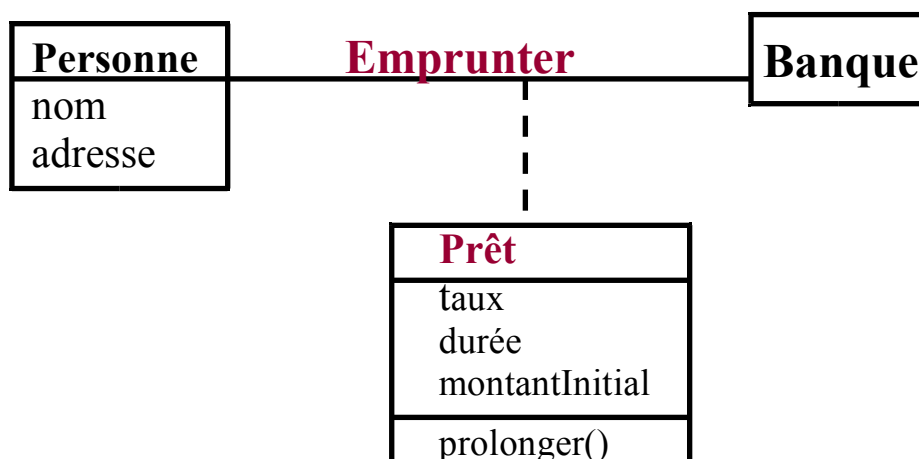 Personne
Emprunter
Banque
nom
adresse
Prêt
taux
durée
montantInitial
prolonger()